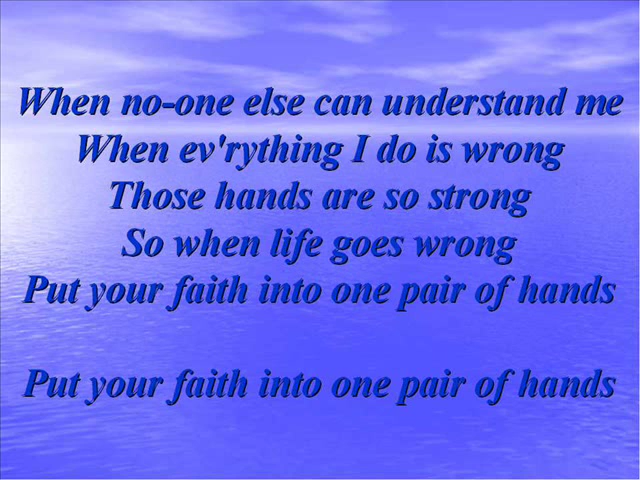 When no-one else can understand me
When ev'rything I do is wrong
Those hands are so strong
So when life goes wrong
Put your faith into one pair of hands
Put your faith into one pair of hands